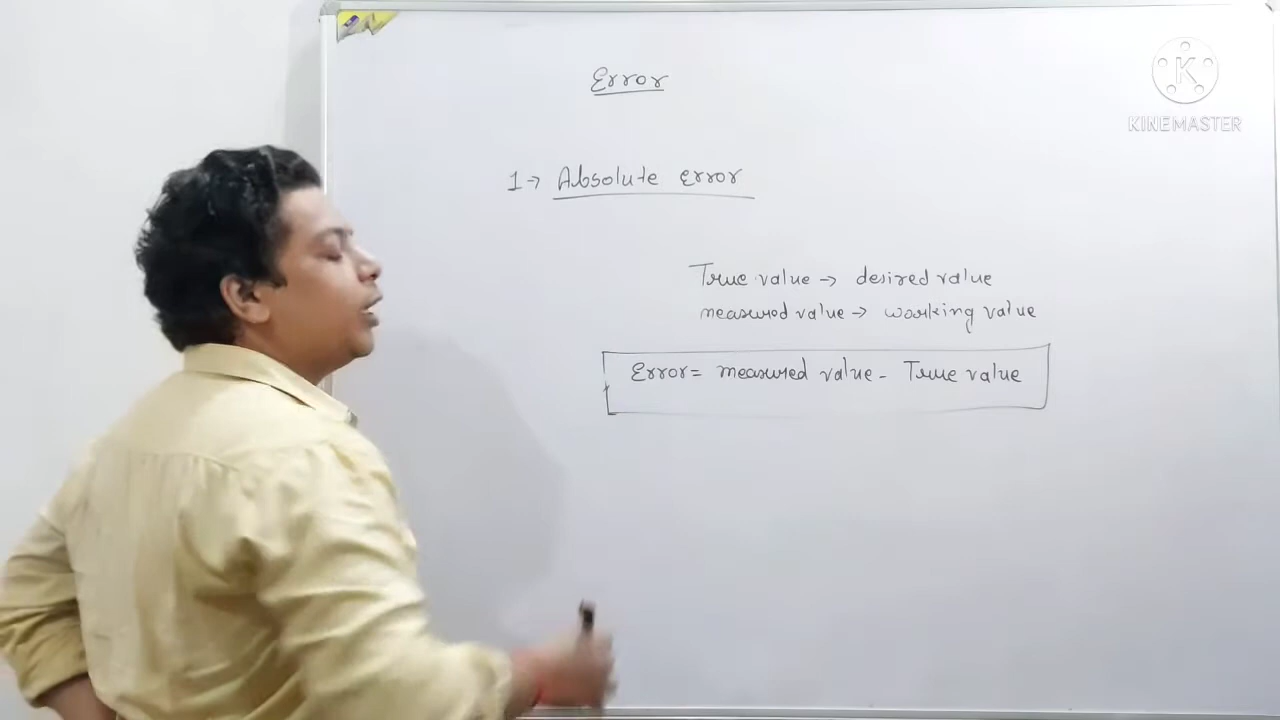 Error
1→ Absolute error
True value → desired value
measured value → working value
Error = measured value - True value
K
KINEMASTER